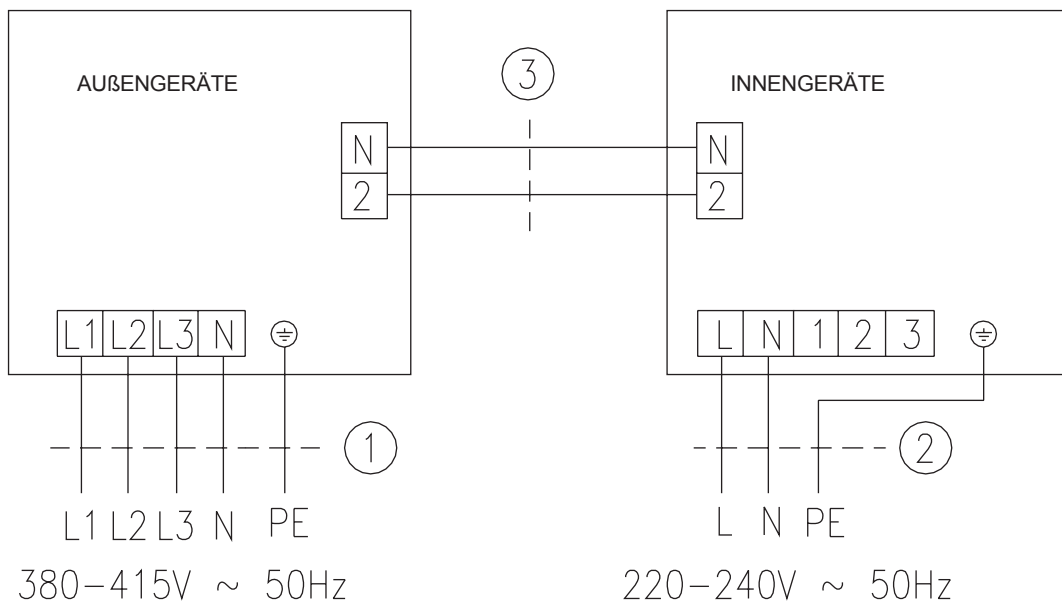 AUßENGERÄTE
INNENGERÄTE
3
N
2
N
2
L1 L2 L3 N
L N 1 2 3
1
2
L1 L2 L3 N PE
L N PE
380-415V ~ 50Hz
220-240V ~ 50Hz